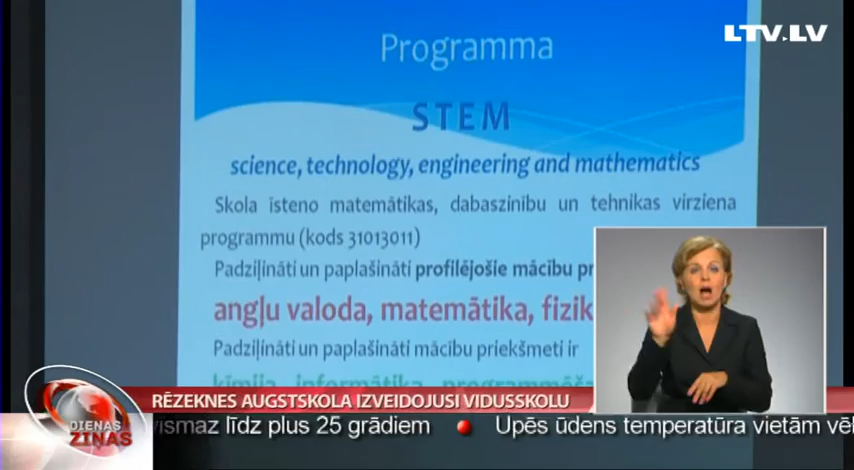 LTV.LV
Programma
STEM
science, technology, engineering and mathematics
Skola īsteno matemātikas, dabaszinību un tehnikas virziena
programmu (kods 31013011)
Padziļināti un paplašināti profilējošie mācību
angļu valoda, matemātika,
Padziļināti un paplašināti mācību priekšmeti ir
ķīmija, informātika,
RĒZEKNES AUGSTSKOLA IZVEIDOJUSI VIDUSSKOLU
DIENAS
ZIŅAS
līdz plus 25 grādiem • Upēs ūdens temperatūra vietām